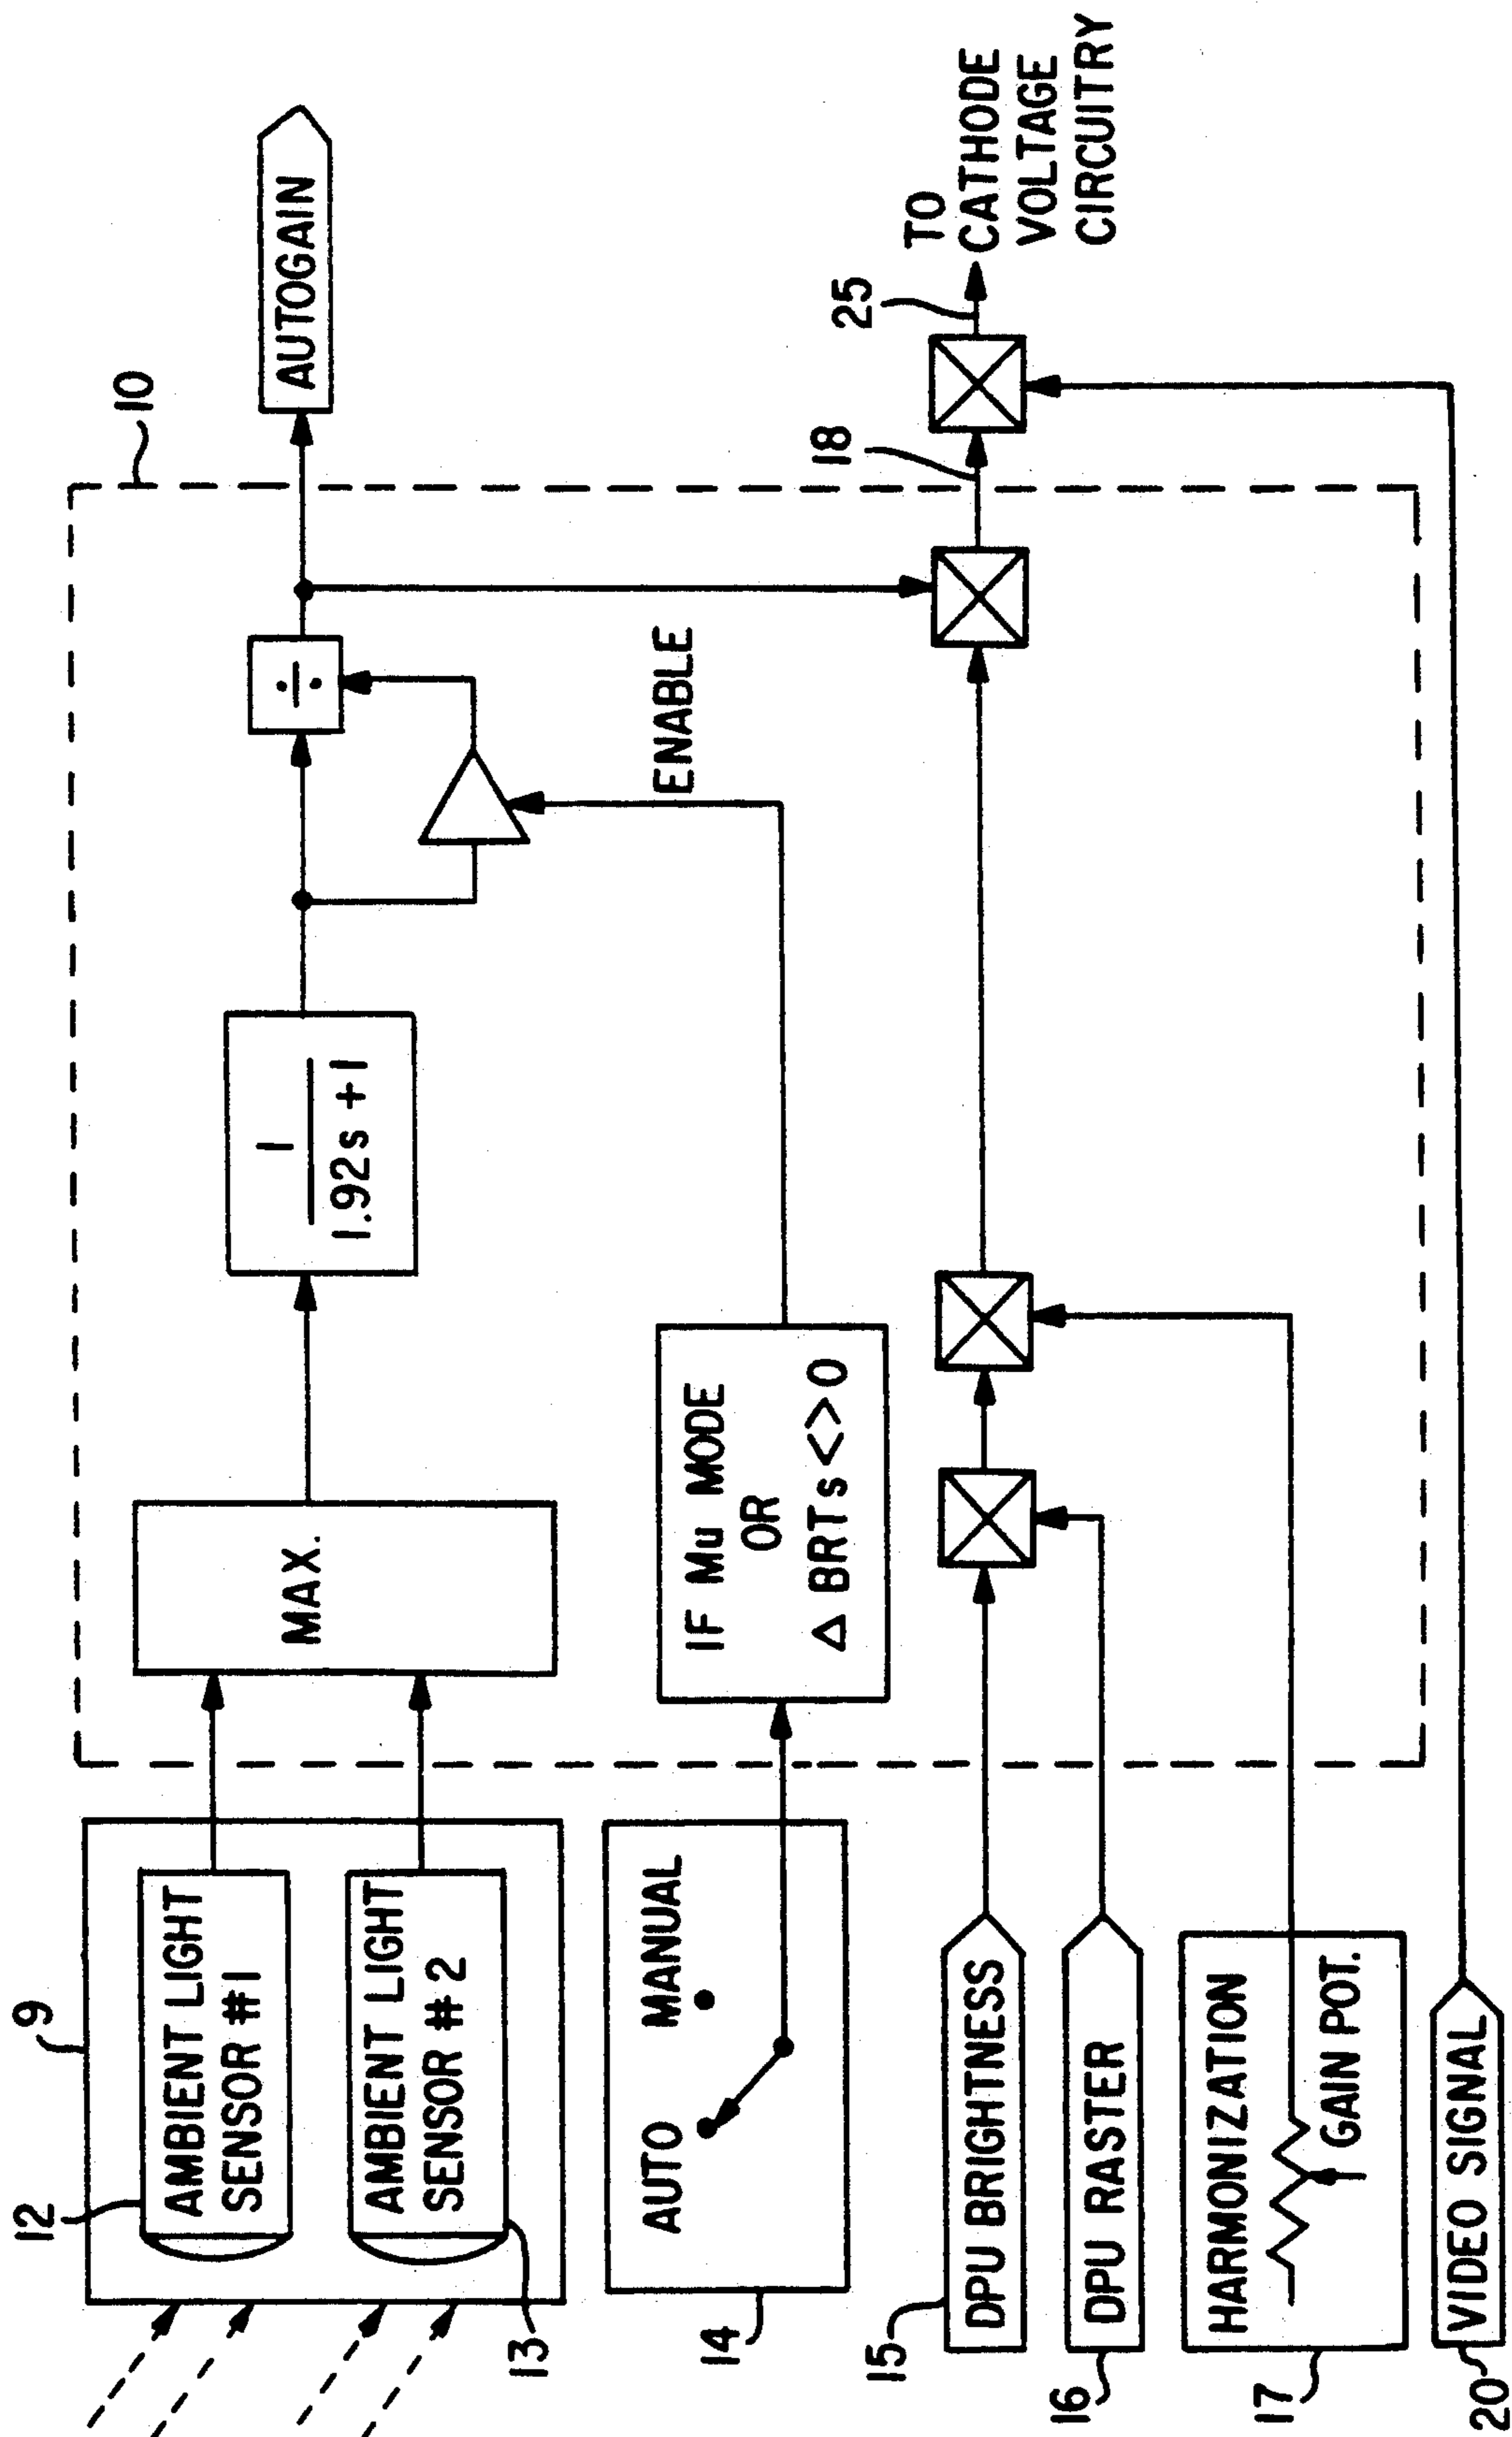 9
12
AMBIENT LIGHT
SENSOR #1
AMBIENT LIGHT
SENSOR #2
13
MAX.
1
1.92s +1
÷
10
AUTOGAIN
AUTO
MANUAL
14
IF Mu MODE
OR
Δ BRTs <> 0
ENABLE
15
DPU BRIGHTNESS
16
DPU RASTER
17
HARMONIZATION
GAIN POT.
18
25
TO
CATHODE
VOLTAGE
CIRCUITRY
20
VIDEO SIGNAL